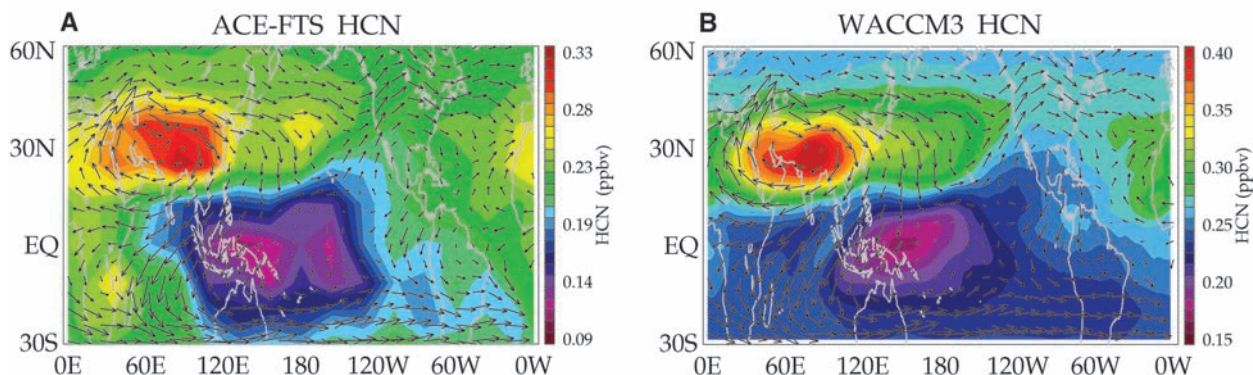 A
ACE-FTS HCN
60N
30N
EQ
30S
0E 60E 120E 180 120W 60W 0W
0.33
0.28
0.23
0.19
0.14
0.09
HCN (ppbv)
B
WACCM3 HCN
60N
30N
EQ
30S
0E 60E 120E 180 120W 60W 0W
0.40
0.35
0.30
0.25
0.20
0.15
HCN (ppbv)